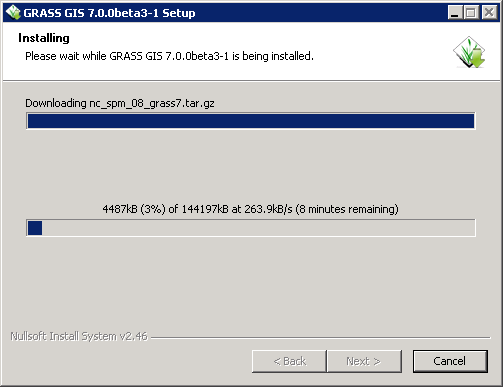 GRASS GIS 7.0.0beta3-1 Setup
Installing
Please wait while GRASS GIS 7.0.0beta3-1 is being installed.
Downloading nc_spm_08_grass7.tar.gz
4487kB (3%) of 144197kB at 263.9kB/s (8 minutes remaining)
Nullsoft Install System v2.46
< Back Next > Cancel